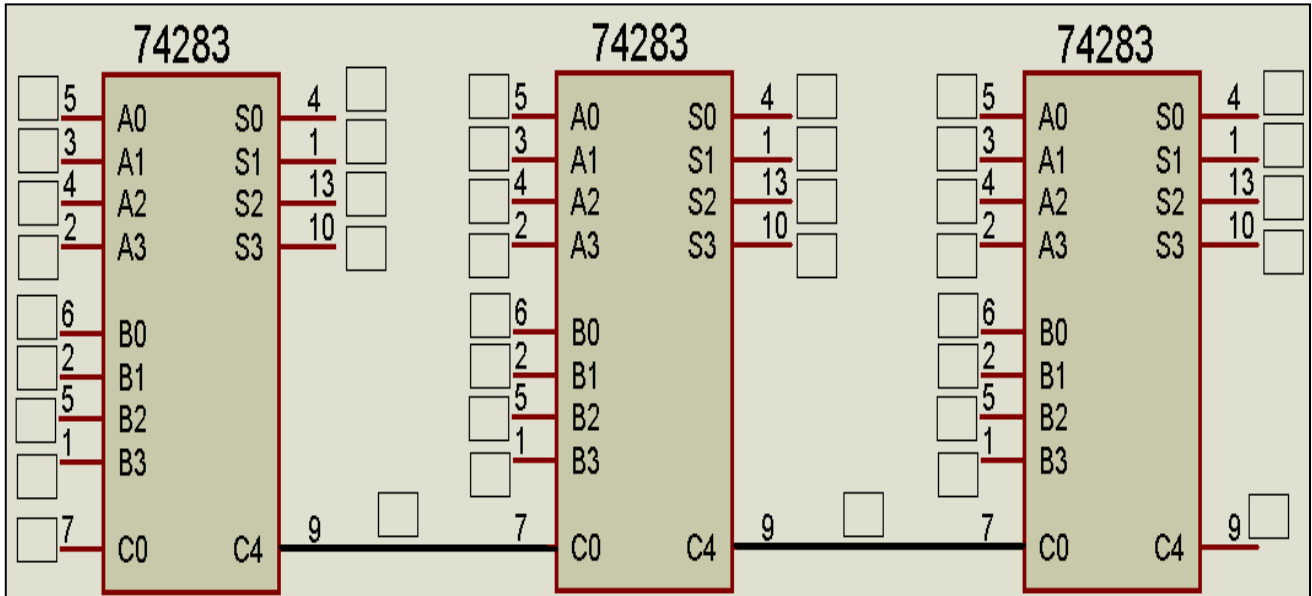 74283 74283 74283
5 A0 S0 4 5 A0 S0 4 5 A0 S0 4
3 A1 S1 1 3 A1 S1 1 3 A1 S1 1
4 A2 S2 13 4 A2 S2 13 4 A2 S2 13
2 A3 S3 10 2 A3 S3 10 2 A3 S3 10
6 B0 6 B0 6 B0
2 B1 2 B1 2 B1
5 B2 5 B2 5 B2
1 B3 1 B3 1 B3
7 C0 C4 9 7 C0 C4 9 7 C0 C4 9